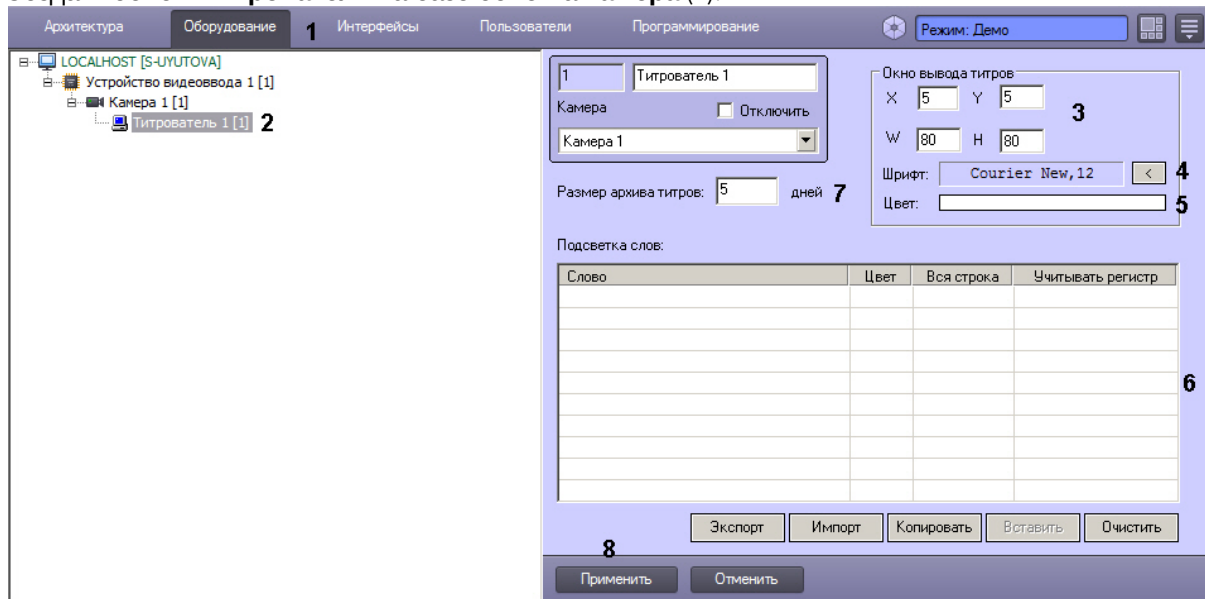 Архитектура Оборудование 1 Интерфейсы Пользователи Программирование Режим: Демо
LOCALHOST [S-UYUTOVA]
Устройство видеоввода 1 [1]
Камера 1 [1]
Титрователь 1 [1] 2
1 Титрователь 1
Камера Отключить
Камера 1
Размер архива титров: 5 дней 7
Окно вывода титров
X 5 Y 5 3
W 80 H 80
Шрифт: Courier New,12 < 4
Цвет: 5
Подсветка слов:
Слово Цвет Вся строка Учитывать регистр
6
Экспорт Импорт Копировать Вставить Очистить
8
Применить Отменить